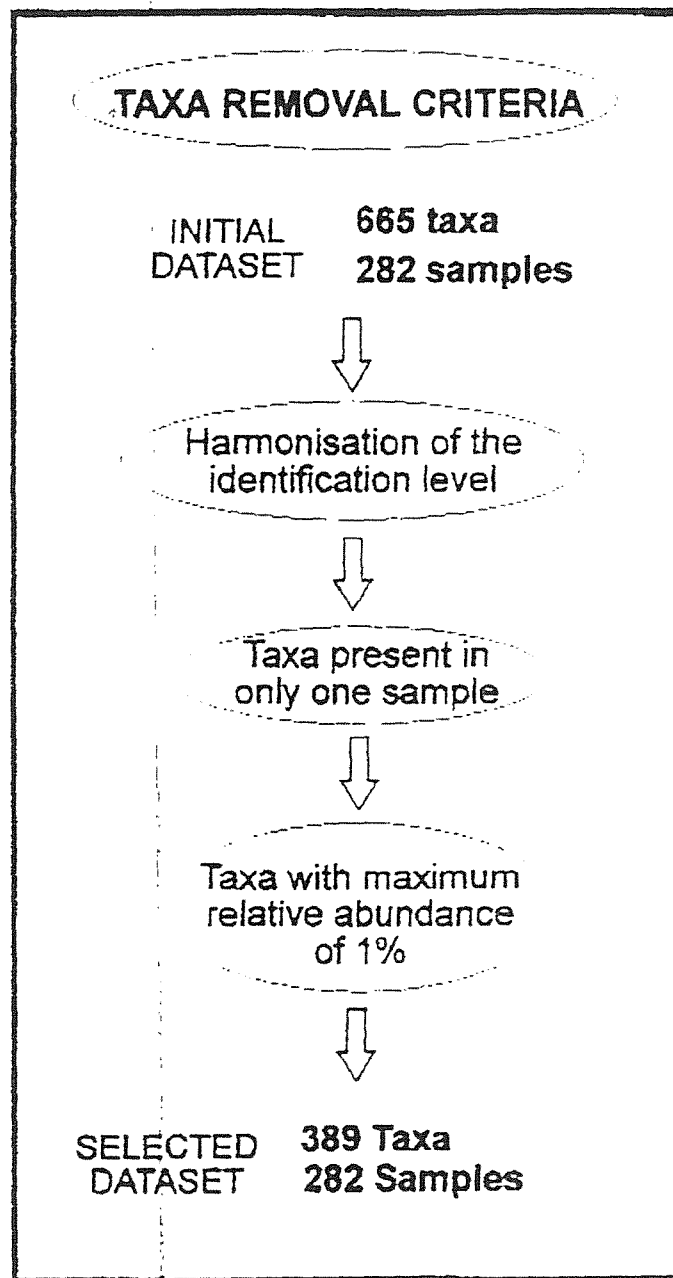 TAXA REMOVAL CRITERIA
INITIAL
DATASET
665 taxa
282 samples
Harmonisation of the
identification level
Taxa present in
only one sample
Taxa with maximum
relative abundance
of 1%
SELECTED
DATASET
389 Taxa
282 Samples